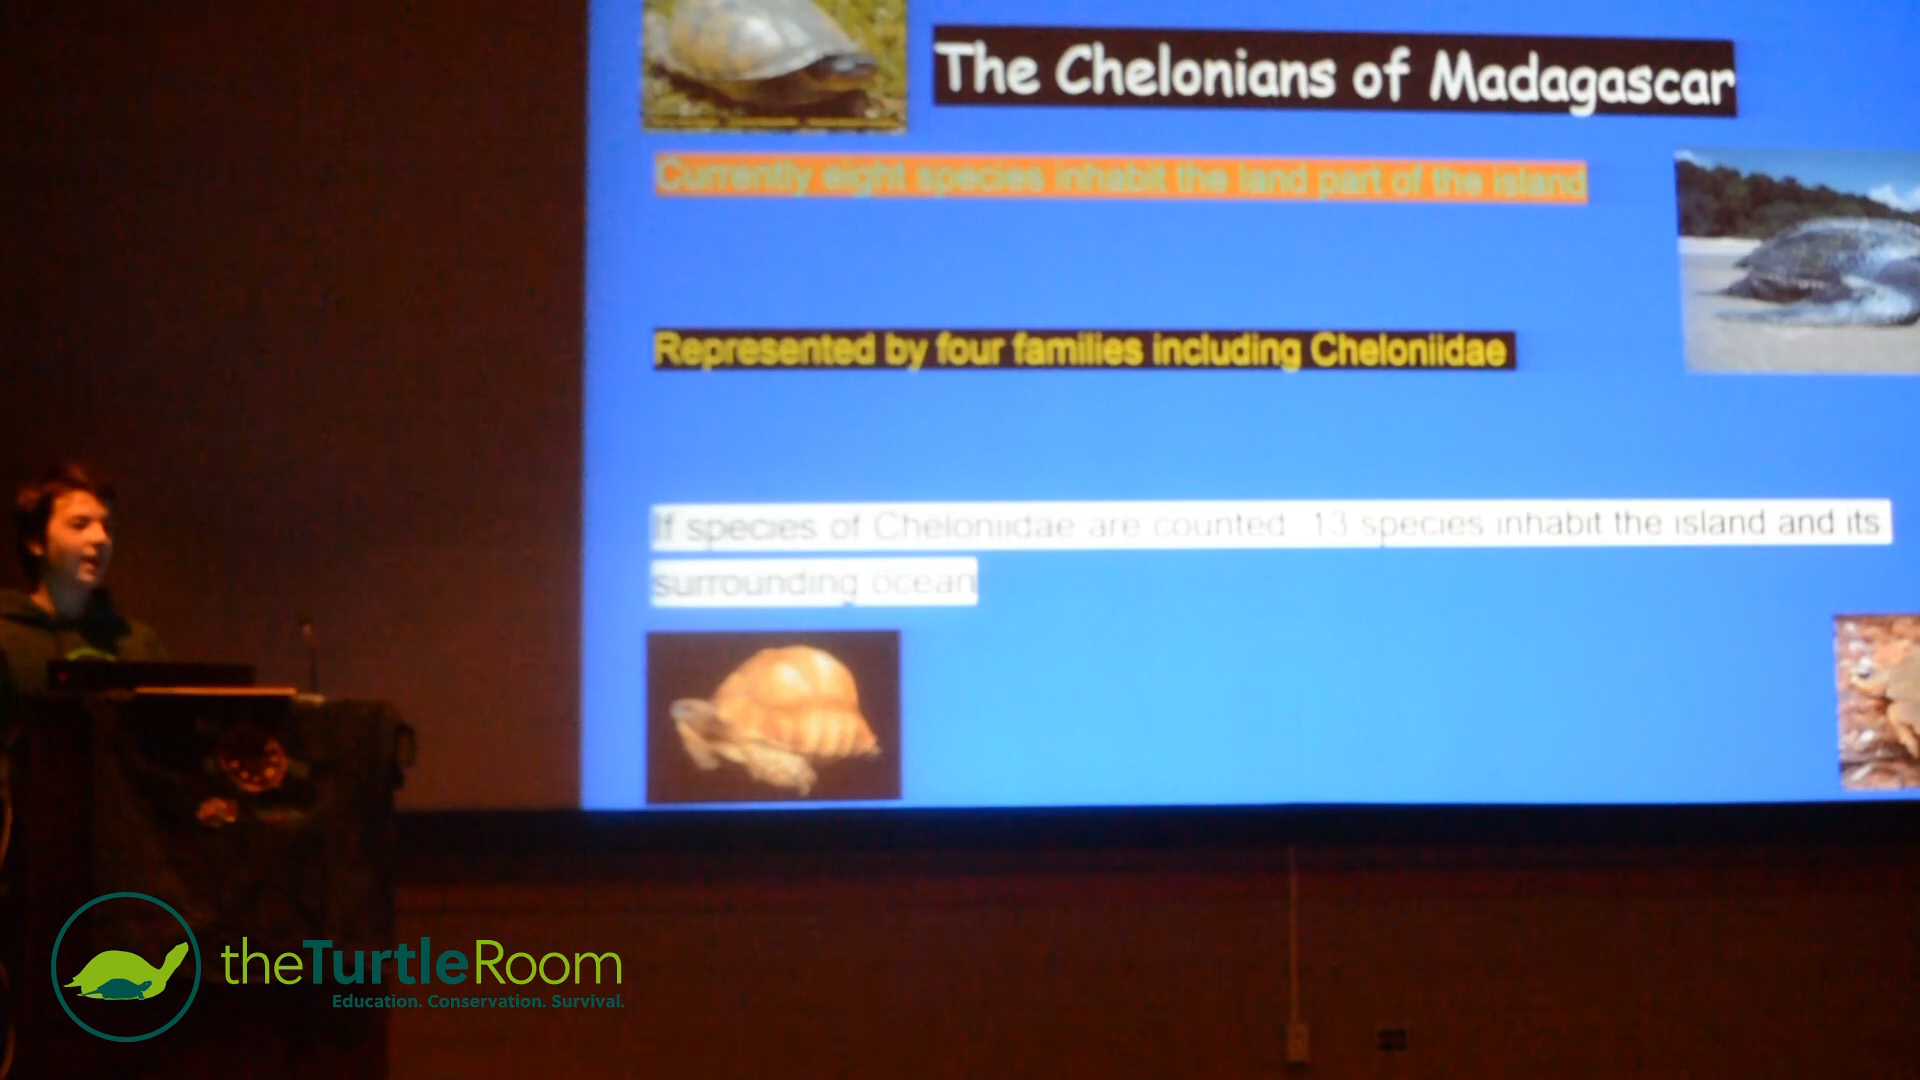 The Chelonians of Madagascar
Currently eight species inhabit the land part of the island
Represented by four families including Cheloniidae
If species of Cheloniidae are counted 13 species inhabit the island and its
surrounding ocean
theTurtleRoom
Education. Conservation. Survival.